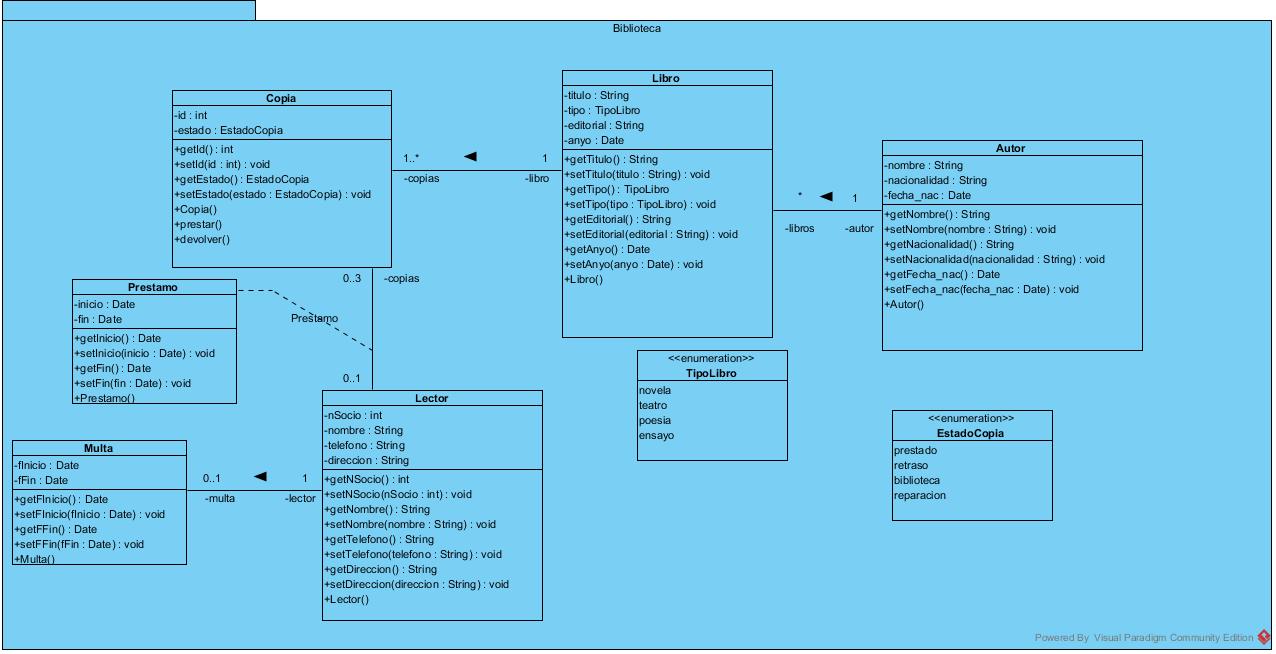 Biblioteca
Copia
-id : int
-estado : EstadoCopia
+getId() : int
+setId(id : int) : void
+getEstado() : EstadoCopia
+setEstado(estado : EstadoCopia) : void
+Copia()
+prestar()
+devolver()
1..*
-copias
1
-libro
Libro
-titulo : String
-tipo : TipoLibro
-editorial : String
-anyo : Date
+getTitulo() : String
+setTitulo(titulo : String) : void
+getTipo() : TipoLibro
+setTipo(tipo : TipoLibro) : void
+getEditorial() : String
+setEditorial(editorial : String) : void
+getAnyo() : Date
+setAnyo(anyo : Date) : void
+Libro()
*
-libros
1
-autor
Autor
-nombre : String
-nacionalidad : String
-fecha_nac : Date
+getNombre() : String
+setNombre(nombre : String) : void
+getNacionalidad() : String
+setNacionalidad(nacionalidad : String) : void
+getFecha_nac() : Date
+setFecha_nac(fecha_nac : Date) : void
+Autor()
0..3
-copias
Prestamo
-inicio : Date
-fin : Date
+getInicio() : Date
+setInicio(inicio : Date) : void
+getFin() : Date
+setFin(fin : Date) : void
+Prestamo()
Prestamo
0..1
Lector
-nSocio : int
-nombre : String
-telefono : String
-direccion : String
+getNSocio() : int
+setNSocio(nSocio : int) : void
+getNombre() : String
+setNombre(nombre : String) : void
+getTelefono() : String
+setTelefono(telefono : String) : void
+getDireccion() : String
+setDireccion(direccion : String) : void
+Lector()
Multa
-fInicio : Date
-fFin : Date
+getFInicio() : Date
+setFInicio(fInicio : Date) : void
+getFFin() : Date
+setFFin(fFin : Date) : void
+Multa()
0..1
-multa
1
-lector
<<enumeration>>
TipoLibro
novela
teatro
poesia
ensayo
<<enumeration>>
EstadoCopia
prestado
retraso
biblioteca
reparacion
Powered By Visual Paradigm Community Edition